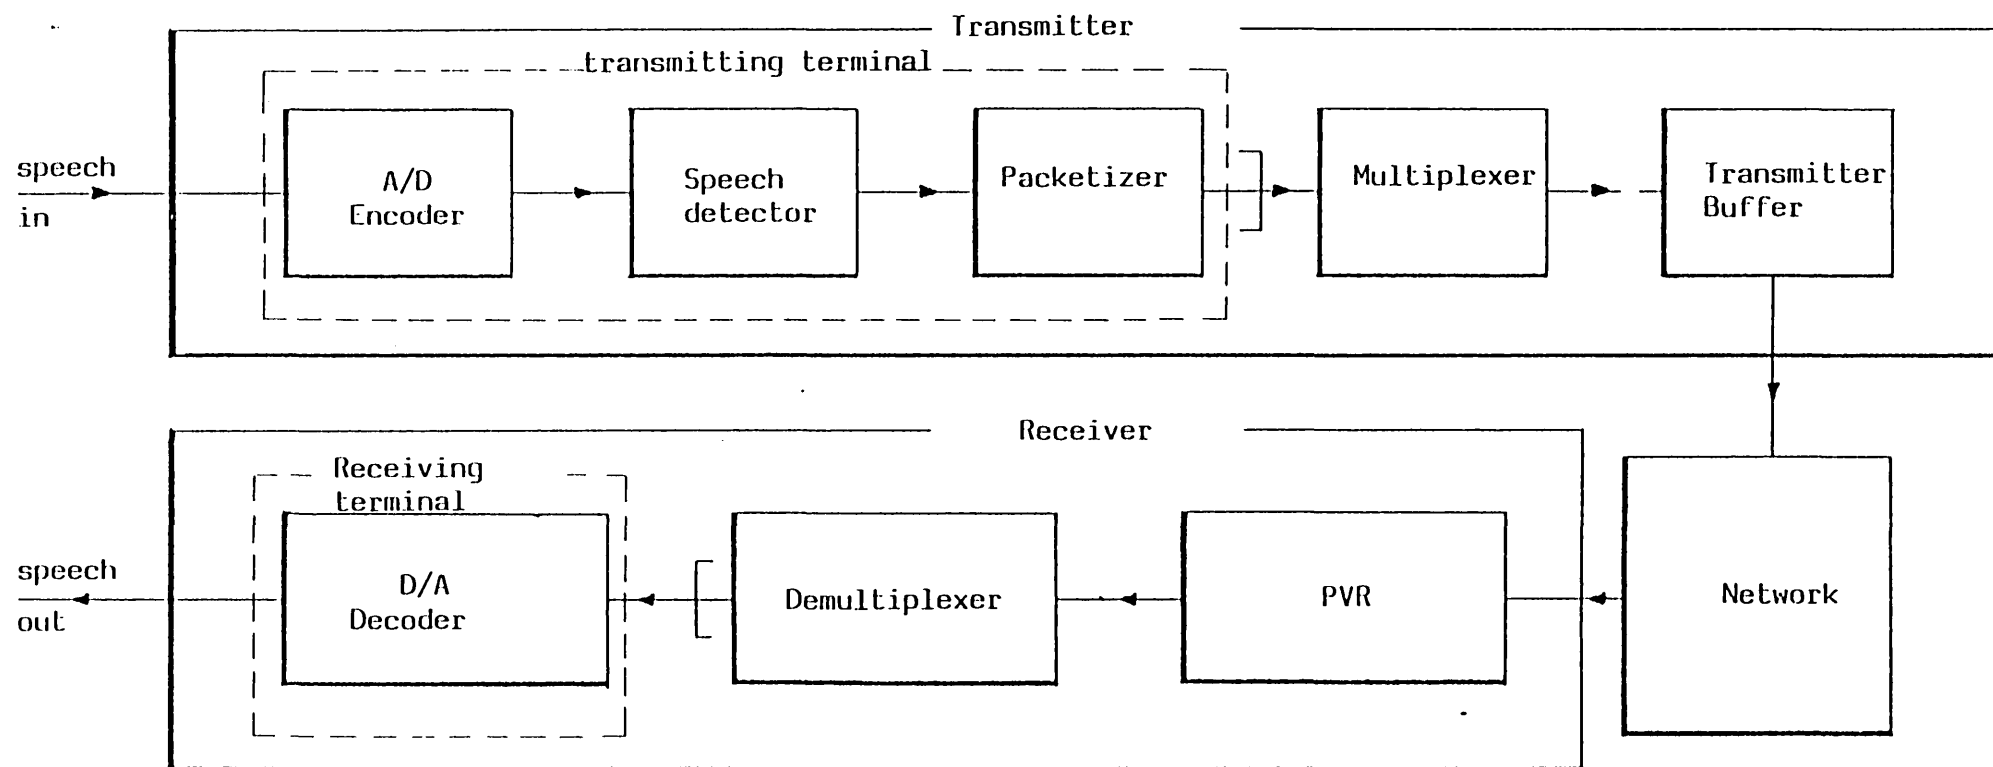 Transmitter
transmitting terminal
speech
in
A/D
Encoder
Speech
detector
Packetizer
Multiplexer
Transmitter
Buffer
Receiver
Receiving
terminal
speech
out
D/A
Decoder
Demultiplexer
PVR
Network